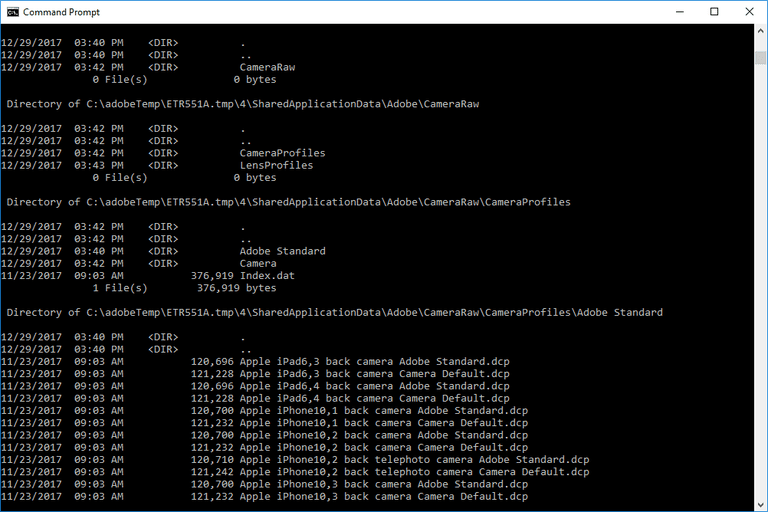 Command Prompt
12/29/2017  03:40 PM    <DIR>          .
12/29/2017  03:40 PM    <DIR>          ..
12/29/2017  03:42 PM    <DIR>          CameraRaw
               0 File(s)              0 bytes
 Directory of C:\adobeTemp\ETR551A.tmp\4\SharedApplicationData\Adobe\CameraRaw
12/29/2017  03:42 PM    <DIR>          .
12/29/2017  03:42 PM    <DIR>          ..
12/29/2017  03:42 PM    <DIR>          CameraProfiles
12/29/2017  03:43 PM    <DIR>          LensProfiles
               0 File(s)              0 bytes
 Directory of C:\adobeTemp\ETR551A.tmp\4\SharedApplicationData\Adobe\CameraRaw\CameraProfiles
12/29/2017  03:42 PM    <DIR>          .
12/29/2017  03:42 PM    <DIR>          ..
12/29/2017  03:40 PM    <DIR>          Adobe Standard
12/29/2017  03:42 PM    <DIR>          Camera
11/23/2017  09:03 AM           376,919 Index.dat
               1 File(s)        376,919 bytes
 Directory of C:\adobeTemp\ETR551A.tmp\4\SharedApplicationData\Adobe\CameraRaw\CameraProfiles\Adobe Standard
12/29/2017  03:40 PM    <DIR>          .
12/29/2017  03:40 PM    <DIR>          ..
11/23/2017  09:03 AM           120,696 Apple iPad6,3 back camera Adobe Standard.dcp
11/23/2017  09:03 AM           121,228 Apple iPad6,3 back camera Camera Default.dcp
11/23/2017  09:03 AM           120,696 Apple iPad6,4 back camera Adobe Standard.dcp
11/23/2017  09:03 AM           121,228 Apple iPad6,4 back camera Camera Default.dcp
11/23/2017  09:03 AM           120,700 Apple iPhone10,1 back camera Adobe Standard.dcp
11/23/2017  09:03 AM           121,232 Apple iPhone10,1 back camera Camera Default.dcp
11/23/2017  09:03 AM           120,700 Apple iPhone10,2 back camera Adobe Standard.dcp
11/23/2017  09:03 AM           121,232 Apple iPhone10,2 back camera Camera Default.dcp
11/23/2017  09:03 AM           120,710 Apple iPhone10,2 back telephoto camera Adobe Standard.dcp
11/23/2017  09:03 AM           121,242 Apple iPhone10,2 back telephoto camera Camera Default.dcp
11/23/2017  09:03 AM           120,700 Apple iPhone10,3 back camera Adobe Standard.dcp
11/23/2017  09:03 AM           121,232 Apple iPhone10,3 back camera Camera Default.dcp